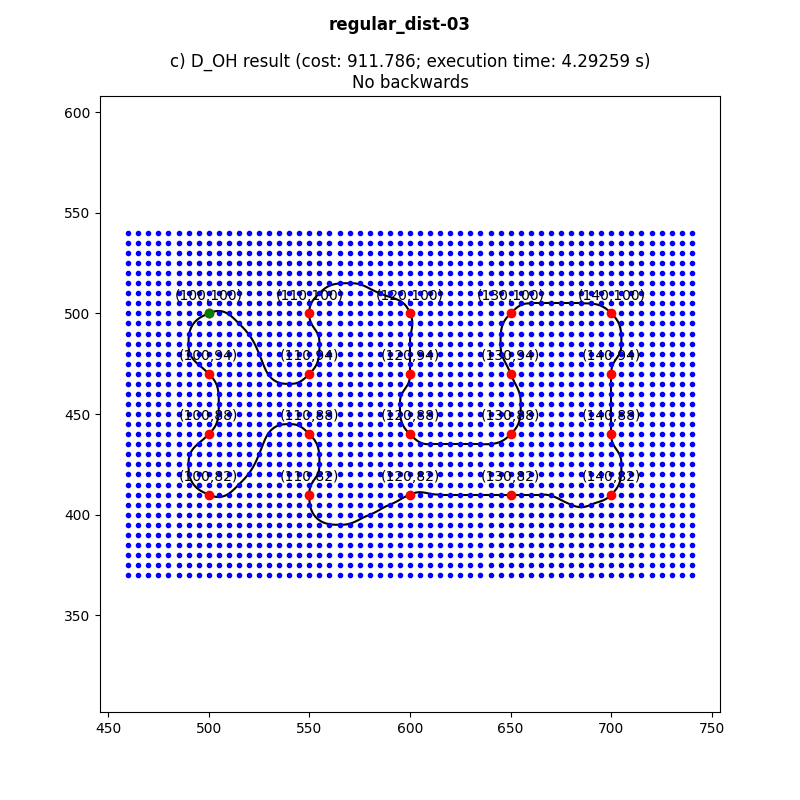 regular_dist-03
c) D_OH result (cost: 911.786; execution time: 4.29259 s)
No backwards
600
550
500
450
400
350
(100,100) (110,100) (120,100) (130,100) (140,100)
(100,94) (110,94) (120,94) (130,94) (140,94)
(100,88) (110,88) (120,88) (130,88) (140,88)
(100,82) (110,82) (120,82) (130,82) (140,82)
450 500 550 600 650 700 750